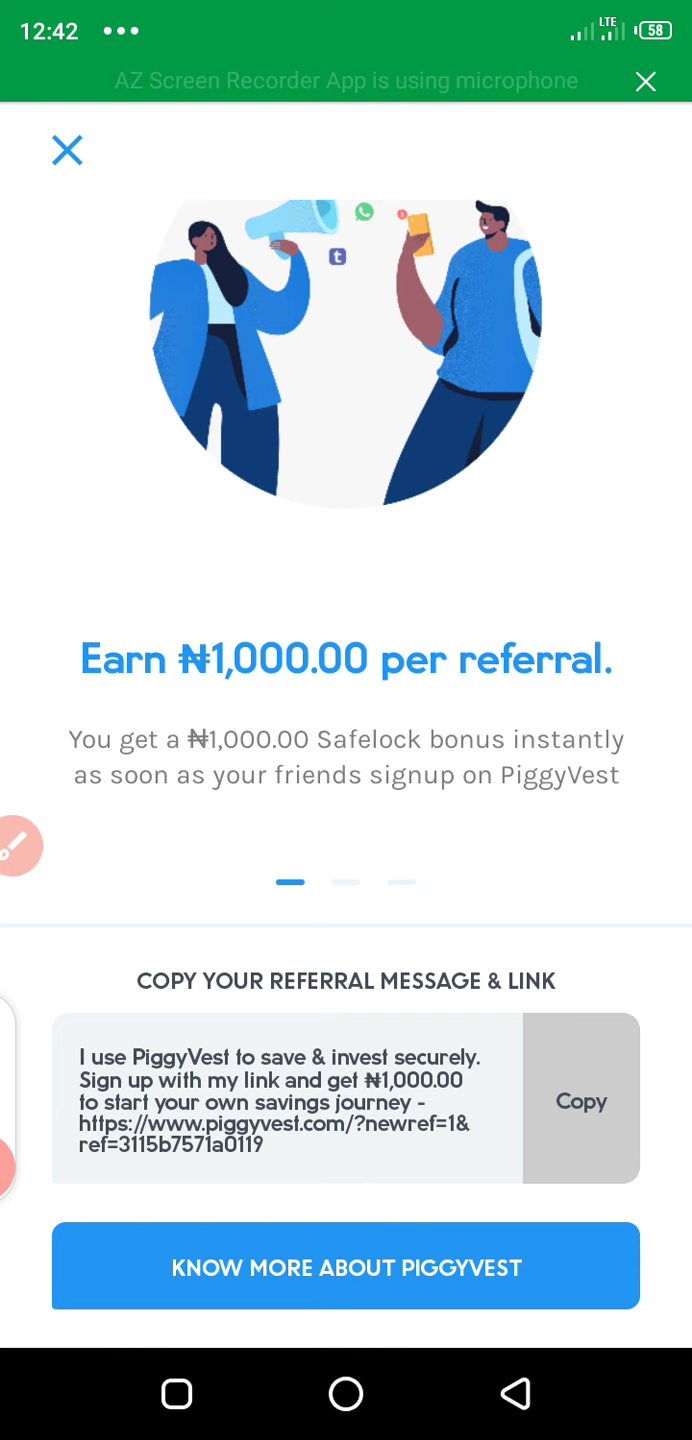 12:42
LTE
58
AZ Screen Recorder App is using microphone
t
Earn ₦1,000.00 per referral.
You get a ₦1,000.00 Safelock bonus instantly
as soon as your friends signup on PiggyVest
COPY YOUR REFERRAL MESSAGE & LINK
I use PiggyVest to save & invest securely.
Sign up with my link and get ₦1,000.00
to start your own savings journey -
https://www.piggyvest.com/?newref=1&
ref=3115b7571a0119
Copy
KNOW MORE ABOUT PIGGYVEST